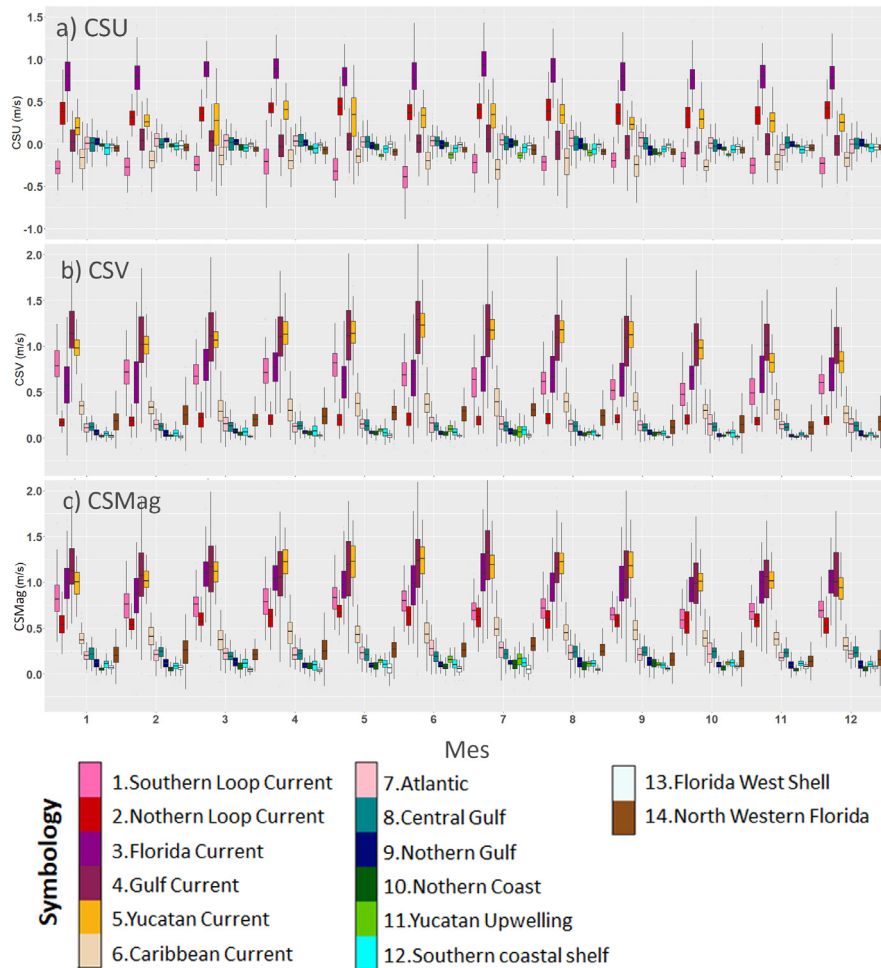 a) CSU
CSU (m/s)
1.5
1.0
0.5
0.0
-0.5
-1.0
b) CSV
CSV (m/s)
2.0
1.5
1.0
0.5
0.0
c) CSMag
CSMag (m/s)
2.0
1.5
1.0
0.5
0.0
1 2 3 4 5 6 7 8 9 10 11 12
Mes
Symbology
1.Southern Loop Current
2.Nothern Loop Current
3.Florida Current
4.Gulf Current
5.Yucatan Current
6.Caribbean Current
7.Atlantic
8.Central Gulf
9.Nothern Gulf
10.Nothern Coast
11.Yucatan Upwelling
12.Southern coastal shelf
13.Florida West Shell
14.North Western Florida